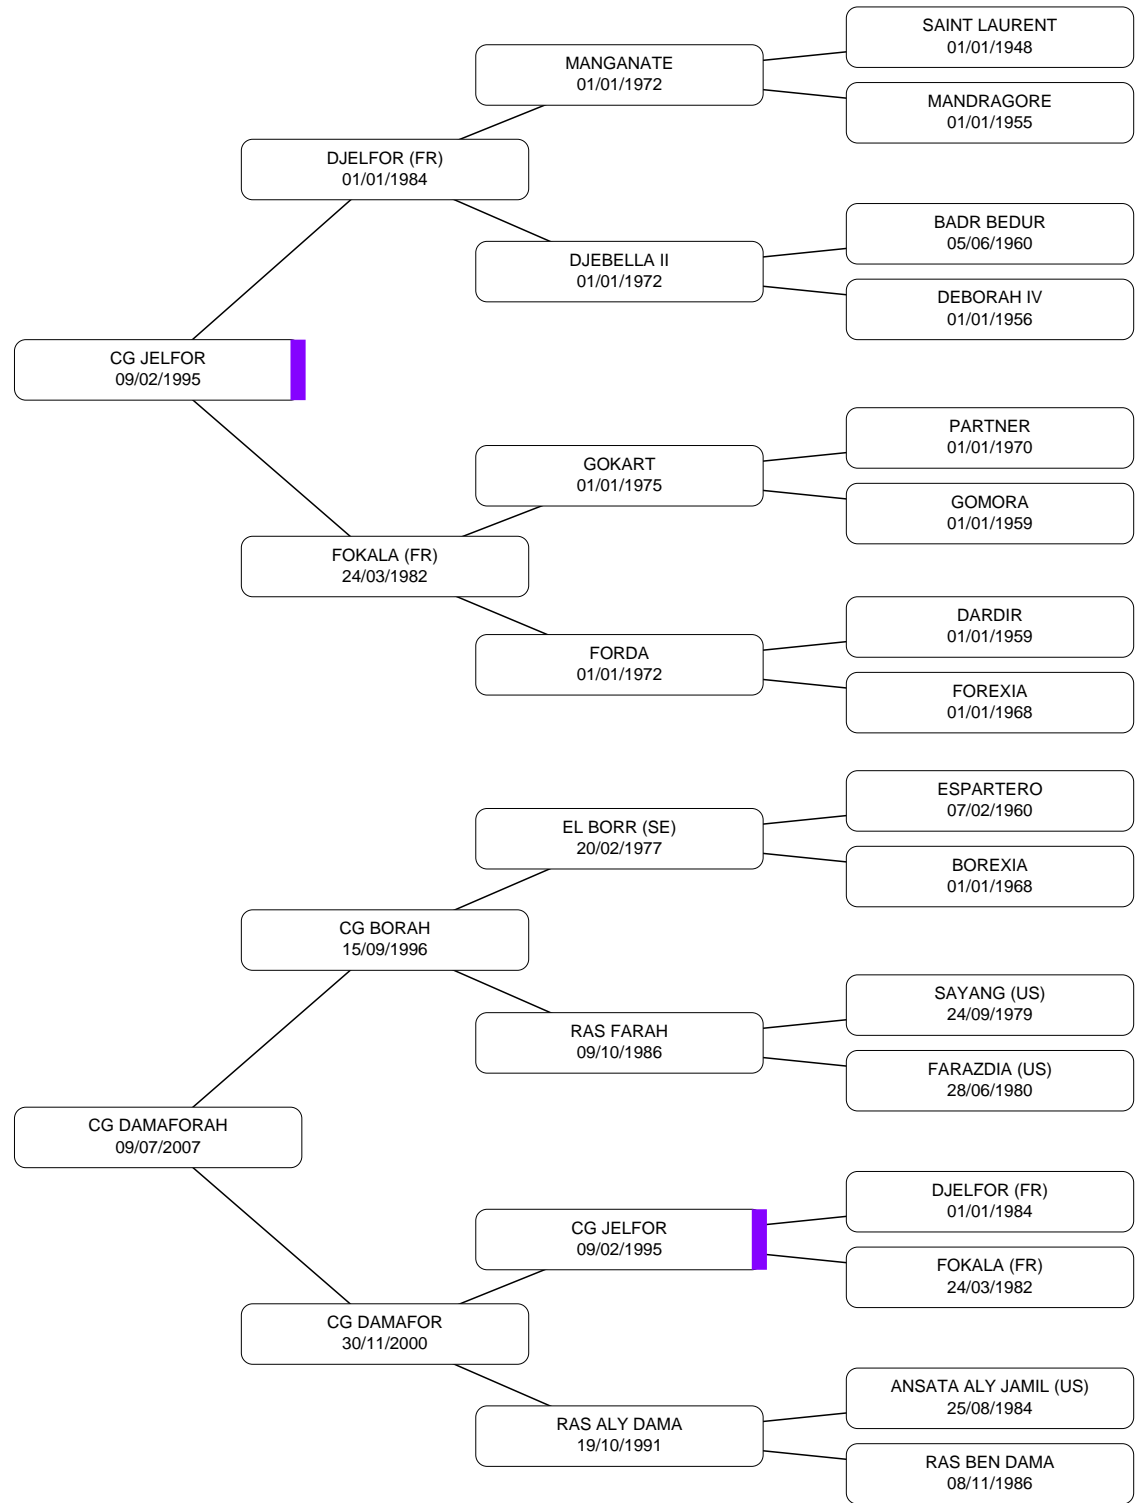 SAINT LAURENT
01/01/1948
MANGANATE
01/01/1972
MANDRAGORE
01/01/1955
DJELFOR (FR)
01/01/1984
BADR BEDUR
05/06/1960
DJEBELLA II
01/01/1972
DEBORAH IV
01/01/1956
CG JELFOR
09/02/1995
PARTNER
01/01/1970
GOKART
01/01/1975
GOMORA
01/01/1959
FOKALA (FR)
24/03/1982
DARDIR
01/01/1959
FORDA
01/01/1972
FOREXIA
01/01/1968
ESPARTERO
07/02/1960
EL BORR (SE)
20/02/1977
BOREXIA
01/01/1968
CG BORAH
15/09/1996
SAYANG (US)
24/09/1979
RAS FARAH
09/10/1986
FARAZDIA (US)
28/06/1980
CG DAMAFORAH
09/07/2007
DJELFOR (FR)
01/01/1984
CG JELFOR
09/02/1995
FOKALA (FR)
24/03/1982
CG DAMAFOR
30/11/2000
ANSATA ALY JAMIL (US)
25/08/1984
RAS ALY DAMA
19/10/1991
RAS BEN DAMA
08/11/1986